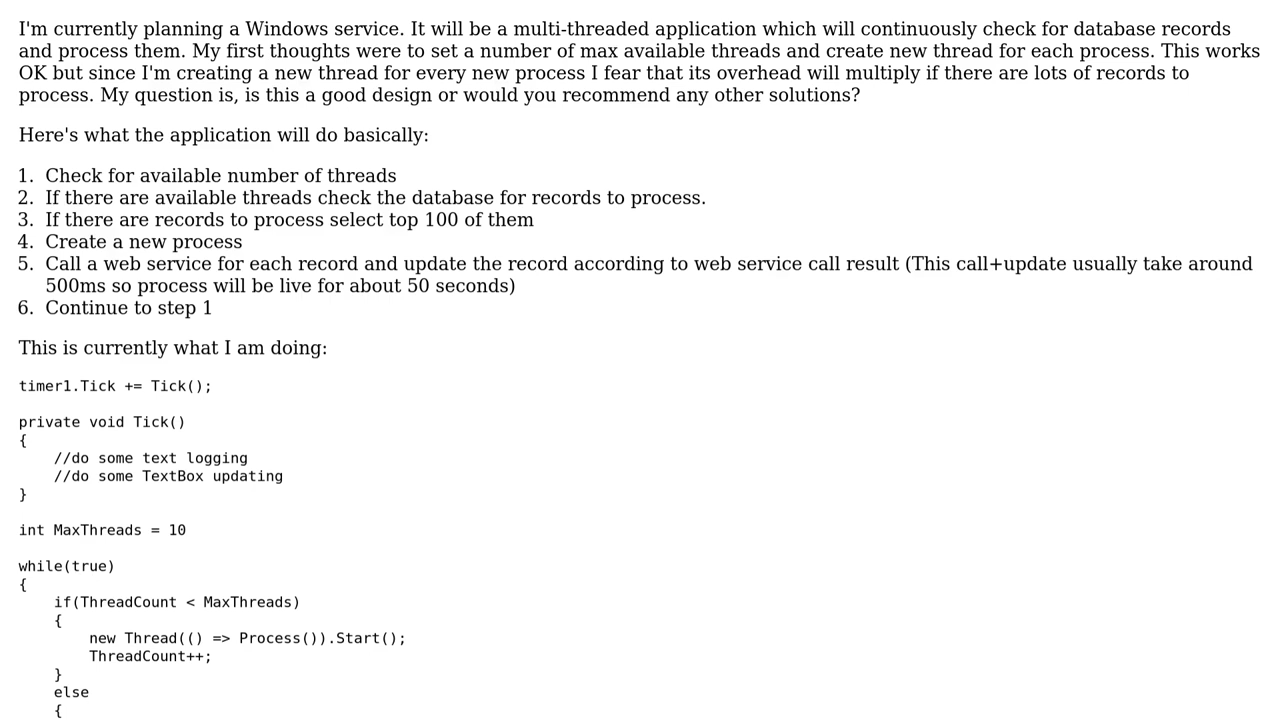 I'm currently planning a Windows service. It will be a multi-threaded application which will continuously check for database records
and process them. My first thoughts were to set a number of max available threads and create new thread for each process. This works
OK but since I'm creating a new thread for every new process I fear that its overhead will multiply if there are lots of records to
process. My question is, is this a good design or would you recommend any other solutions?
Here's what the application will do basically:
1. Check for available number of threads
2. If there are available threads check the database for records to process.
3. If there are records to process select top 100 of them
4. Create a new process
5. Call a web service for each record and update the record according to web service call result (This call+update usually take around
500ms so process will be live for about 50 seconds)
6. Continue to step 1
This is currently what I am doing:
timer1.Tick += Tick();
private void Tick()
{
    //do some text logging
    //do some TextBox updating
}
int MaxThreads = 10
while(true)
{
    if(ThreadCount < MaxThreads)
    {
        new Thread(() => Process()).Start();
        ThreadCount++;
    }
    else
    {